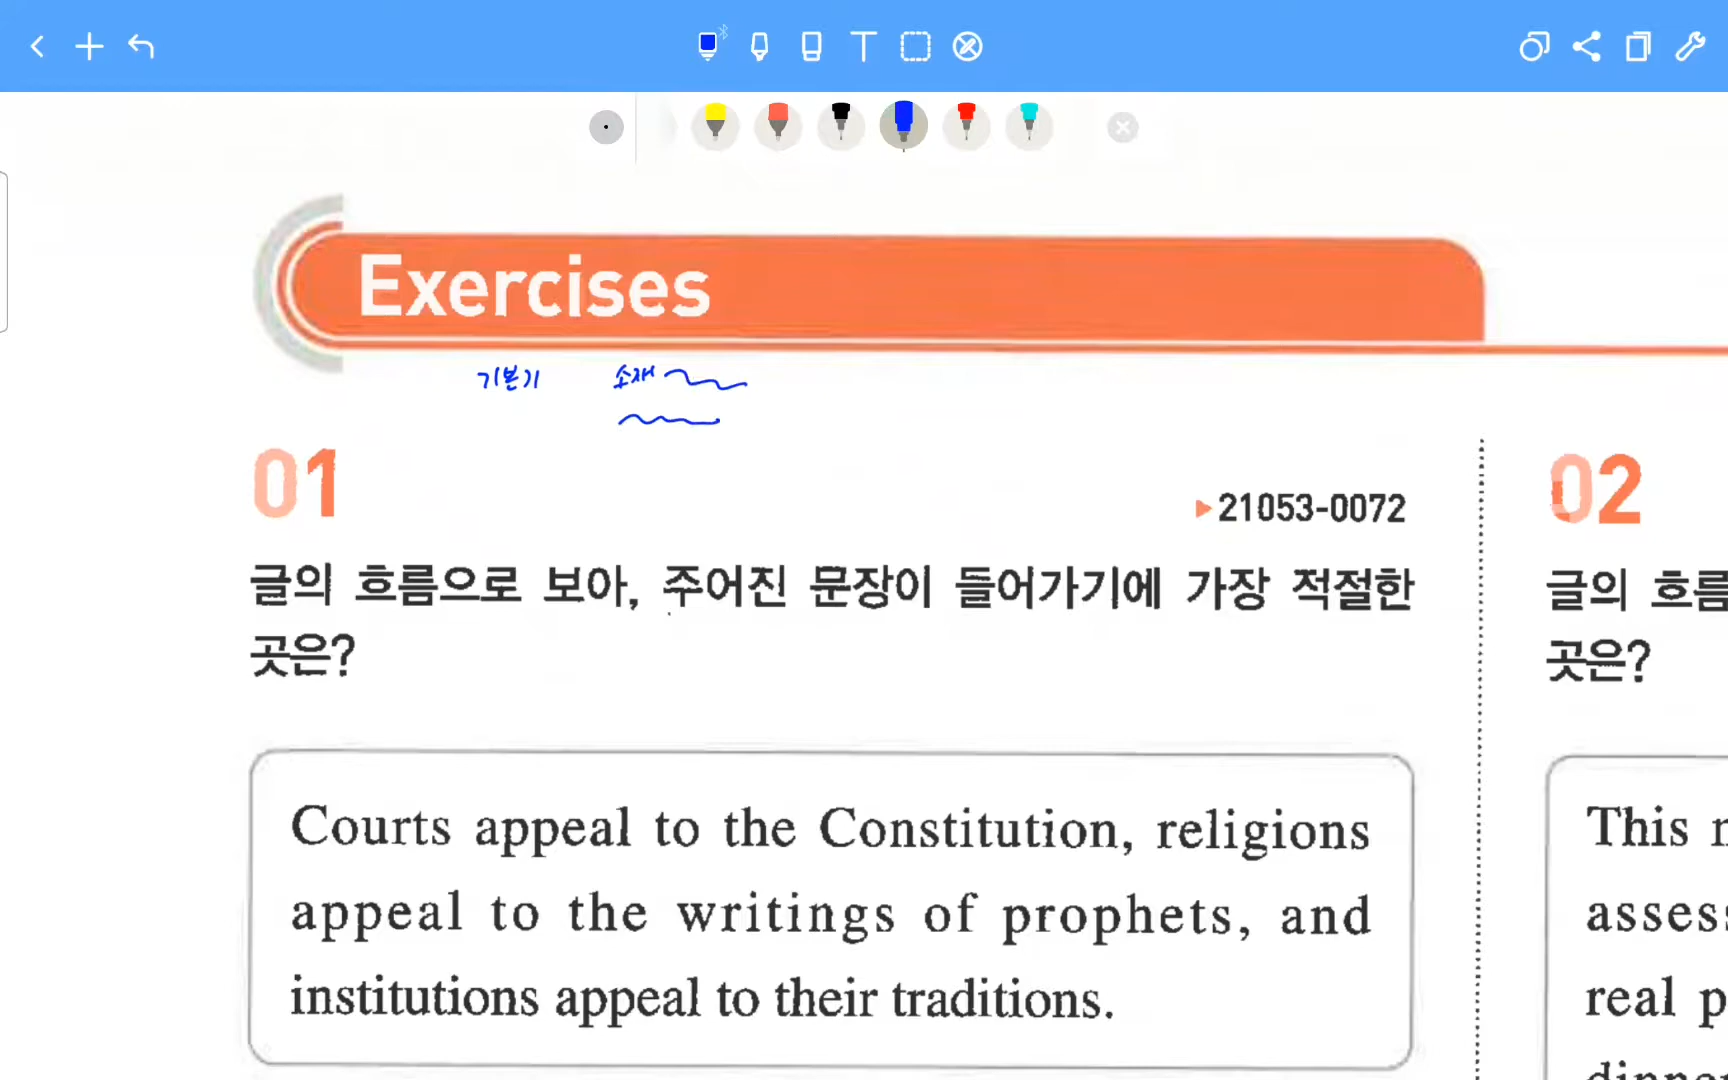 Exercises
기본기 소재
01
▶21053-0072
글의 흐름으로 보아, 주어진 문장이 들어가기에 가장 적절한
곳은?
Courts appeal to the Constitution, religions
appeal to the writings of prophets, and
institutions appeal to their traditions.
02
글의 흐름
곳은?
This
assess
real p